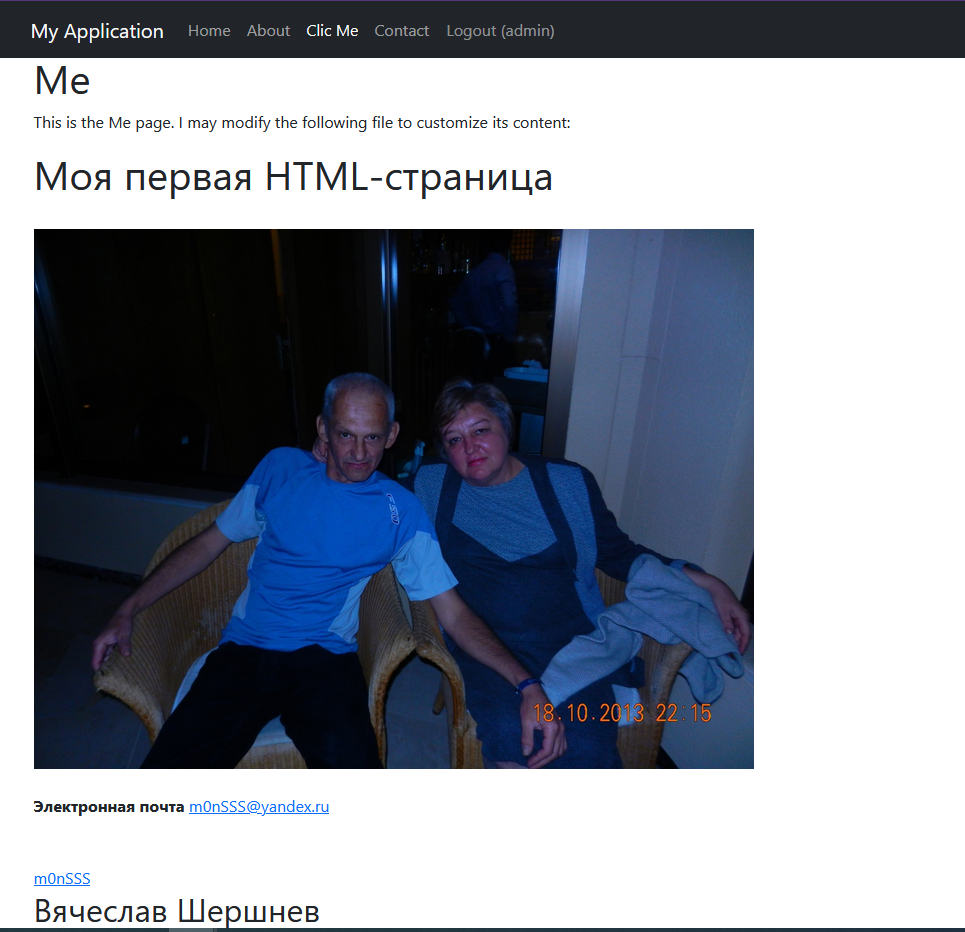 My Application Home About Clic Me Contact Logout (admin)
Me
This is the Me page. I may modify the following file to customize its content:
Моя первая HTML-страница
18.10.2013 22:15
Электронная почта m0nSSS@yandex.ru
m0nSSS
Вячеслав Шершнев